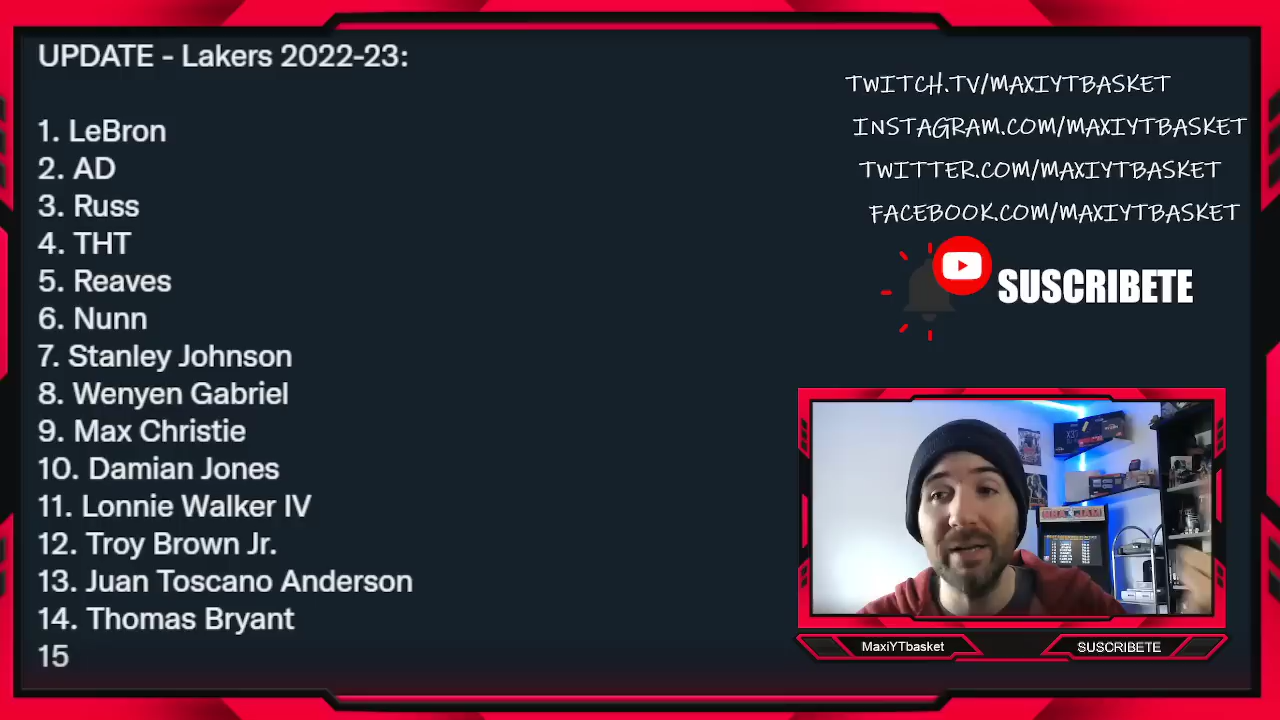 UPDATE - Lakers 2022-23:
1. LeBron
2. AD
3. Russ
4. THT
5. Reaves
6. Nunn
7. Stanley Johnson
8. Wenyen Gabriel
9. Max Christie
10. Damian Jones
11. Lonnie Walker IV
12. Troy Brown Jr.
13. Juan Toscano Anderson
14. Thomas Bryant
15
TWITCH.TV/MAXIYTBASKET
INSTAGRAM.COM/MAXIYTBASKET
TWITTER.COM/MAXIYTBASKET
FACEBOOK.COM/MAXIYTBASKET
SUSCRIBETE
NBA JAM
MaxiYTbasket
SUSCRIBETE